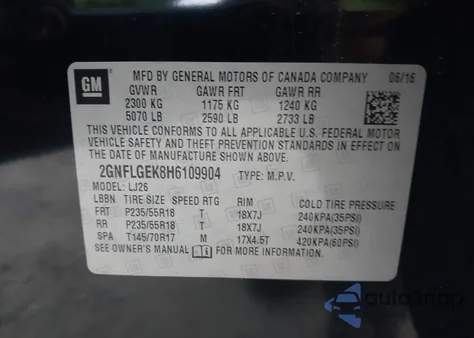 GM
MFD BY GENERAL MOTORS OF CANADA COMPANY 06/16
GVWR GAWR FRT GAWR RR
2300 KG 1175 KG 1240 KG
5070 LB 2590 LB 2733 LB
THIS VEHICLE CONFORMS TO ALL APPLICABLE U.S. FEDERAL MOTOR
VEHICLE SAFETY AND THEFT PREVENTION STANDARDS IN EFFECT ON
THE DATE OF MANUFACTURE SHOWN ABOVE.
2GNFLGEK8H6109904 TYPE: M.P.V.
MODEL: LJ26
LBBN TIRE SIZE SPEED RTG RIM COLD TIRE PRESSURE
FRT P235/55R18 T 18X7J 240KPA(35PSI)
RR P235/55R18 T 18X7J 240KPA(35PSI)
SPA T145/70R17 M 17X4.5T 420KPA(60PSI)
SEE OWNER'S MANUAL FOR MORE INFORMATION.
autoSnap